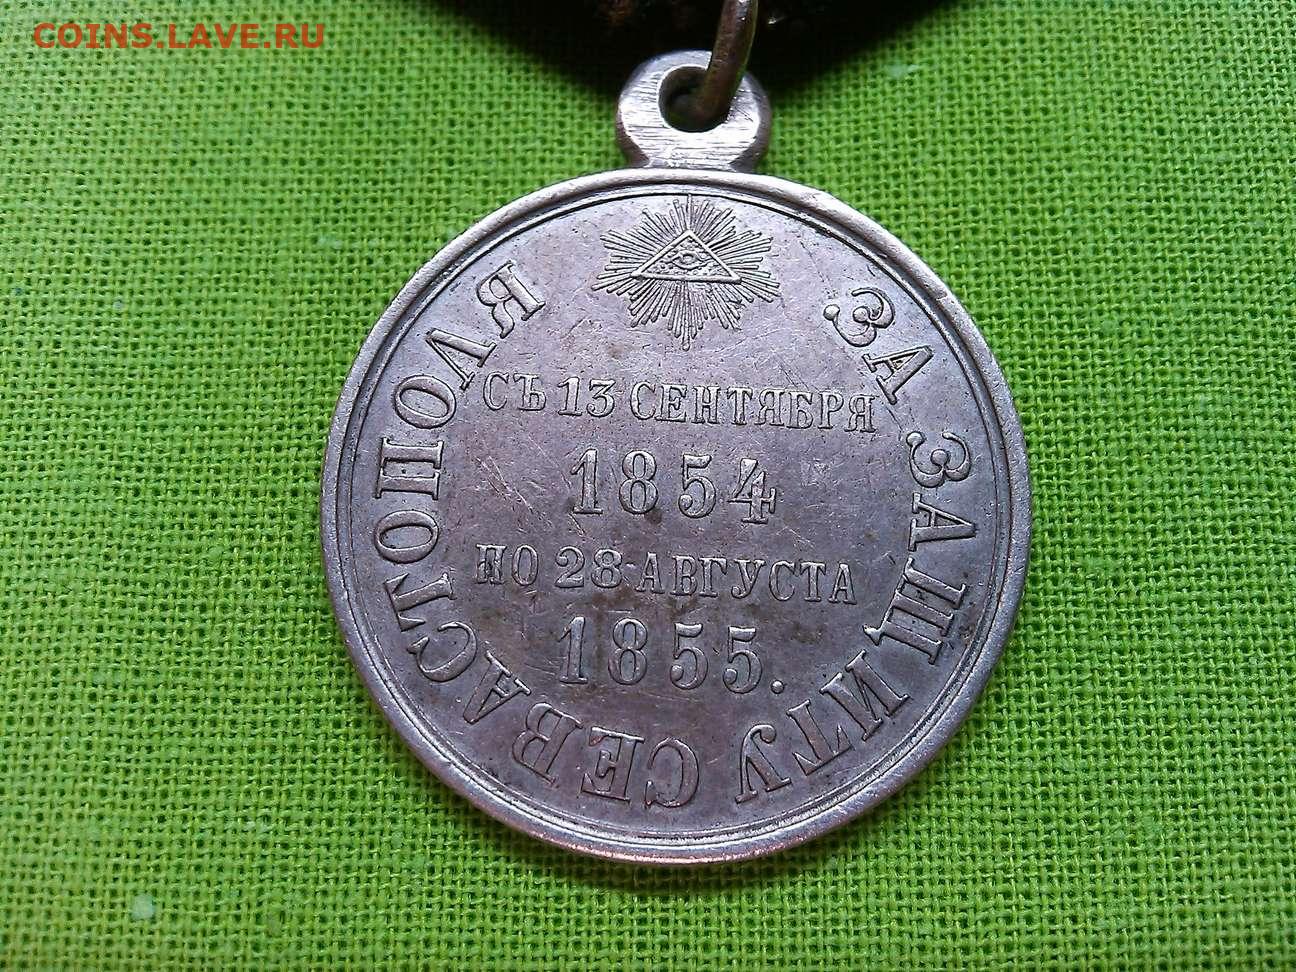 COINS.LAVE.RU
ЗА ЗАЩИТУ СЕВАСТОПОЛЯ
СЪ 13 СЕНТЯБРЯ
1854
ПО 28 АВГУСТА
1855.